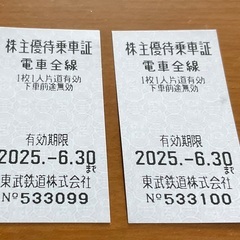 株主優待乗車証
電車全線
1枚1人片道有効
下車前途無効
有効期限
2025.-6.30まで
東武鉄道株式会社
No533099
株主優待乗車証
電車全線
1枚1人片道有効
下車前途無効
有効期限
2025.-6.30まで
東武鉄道株式会社
No533100